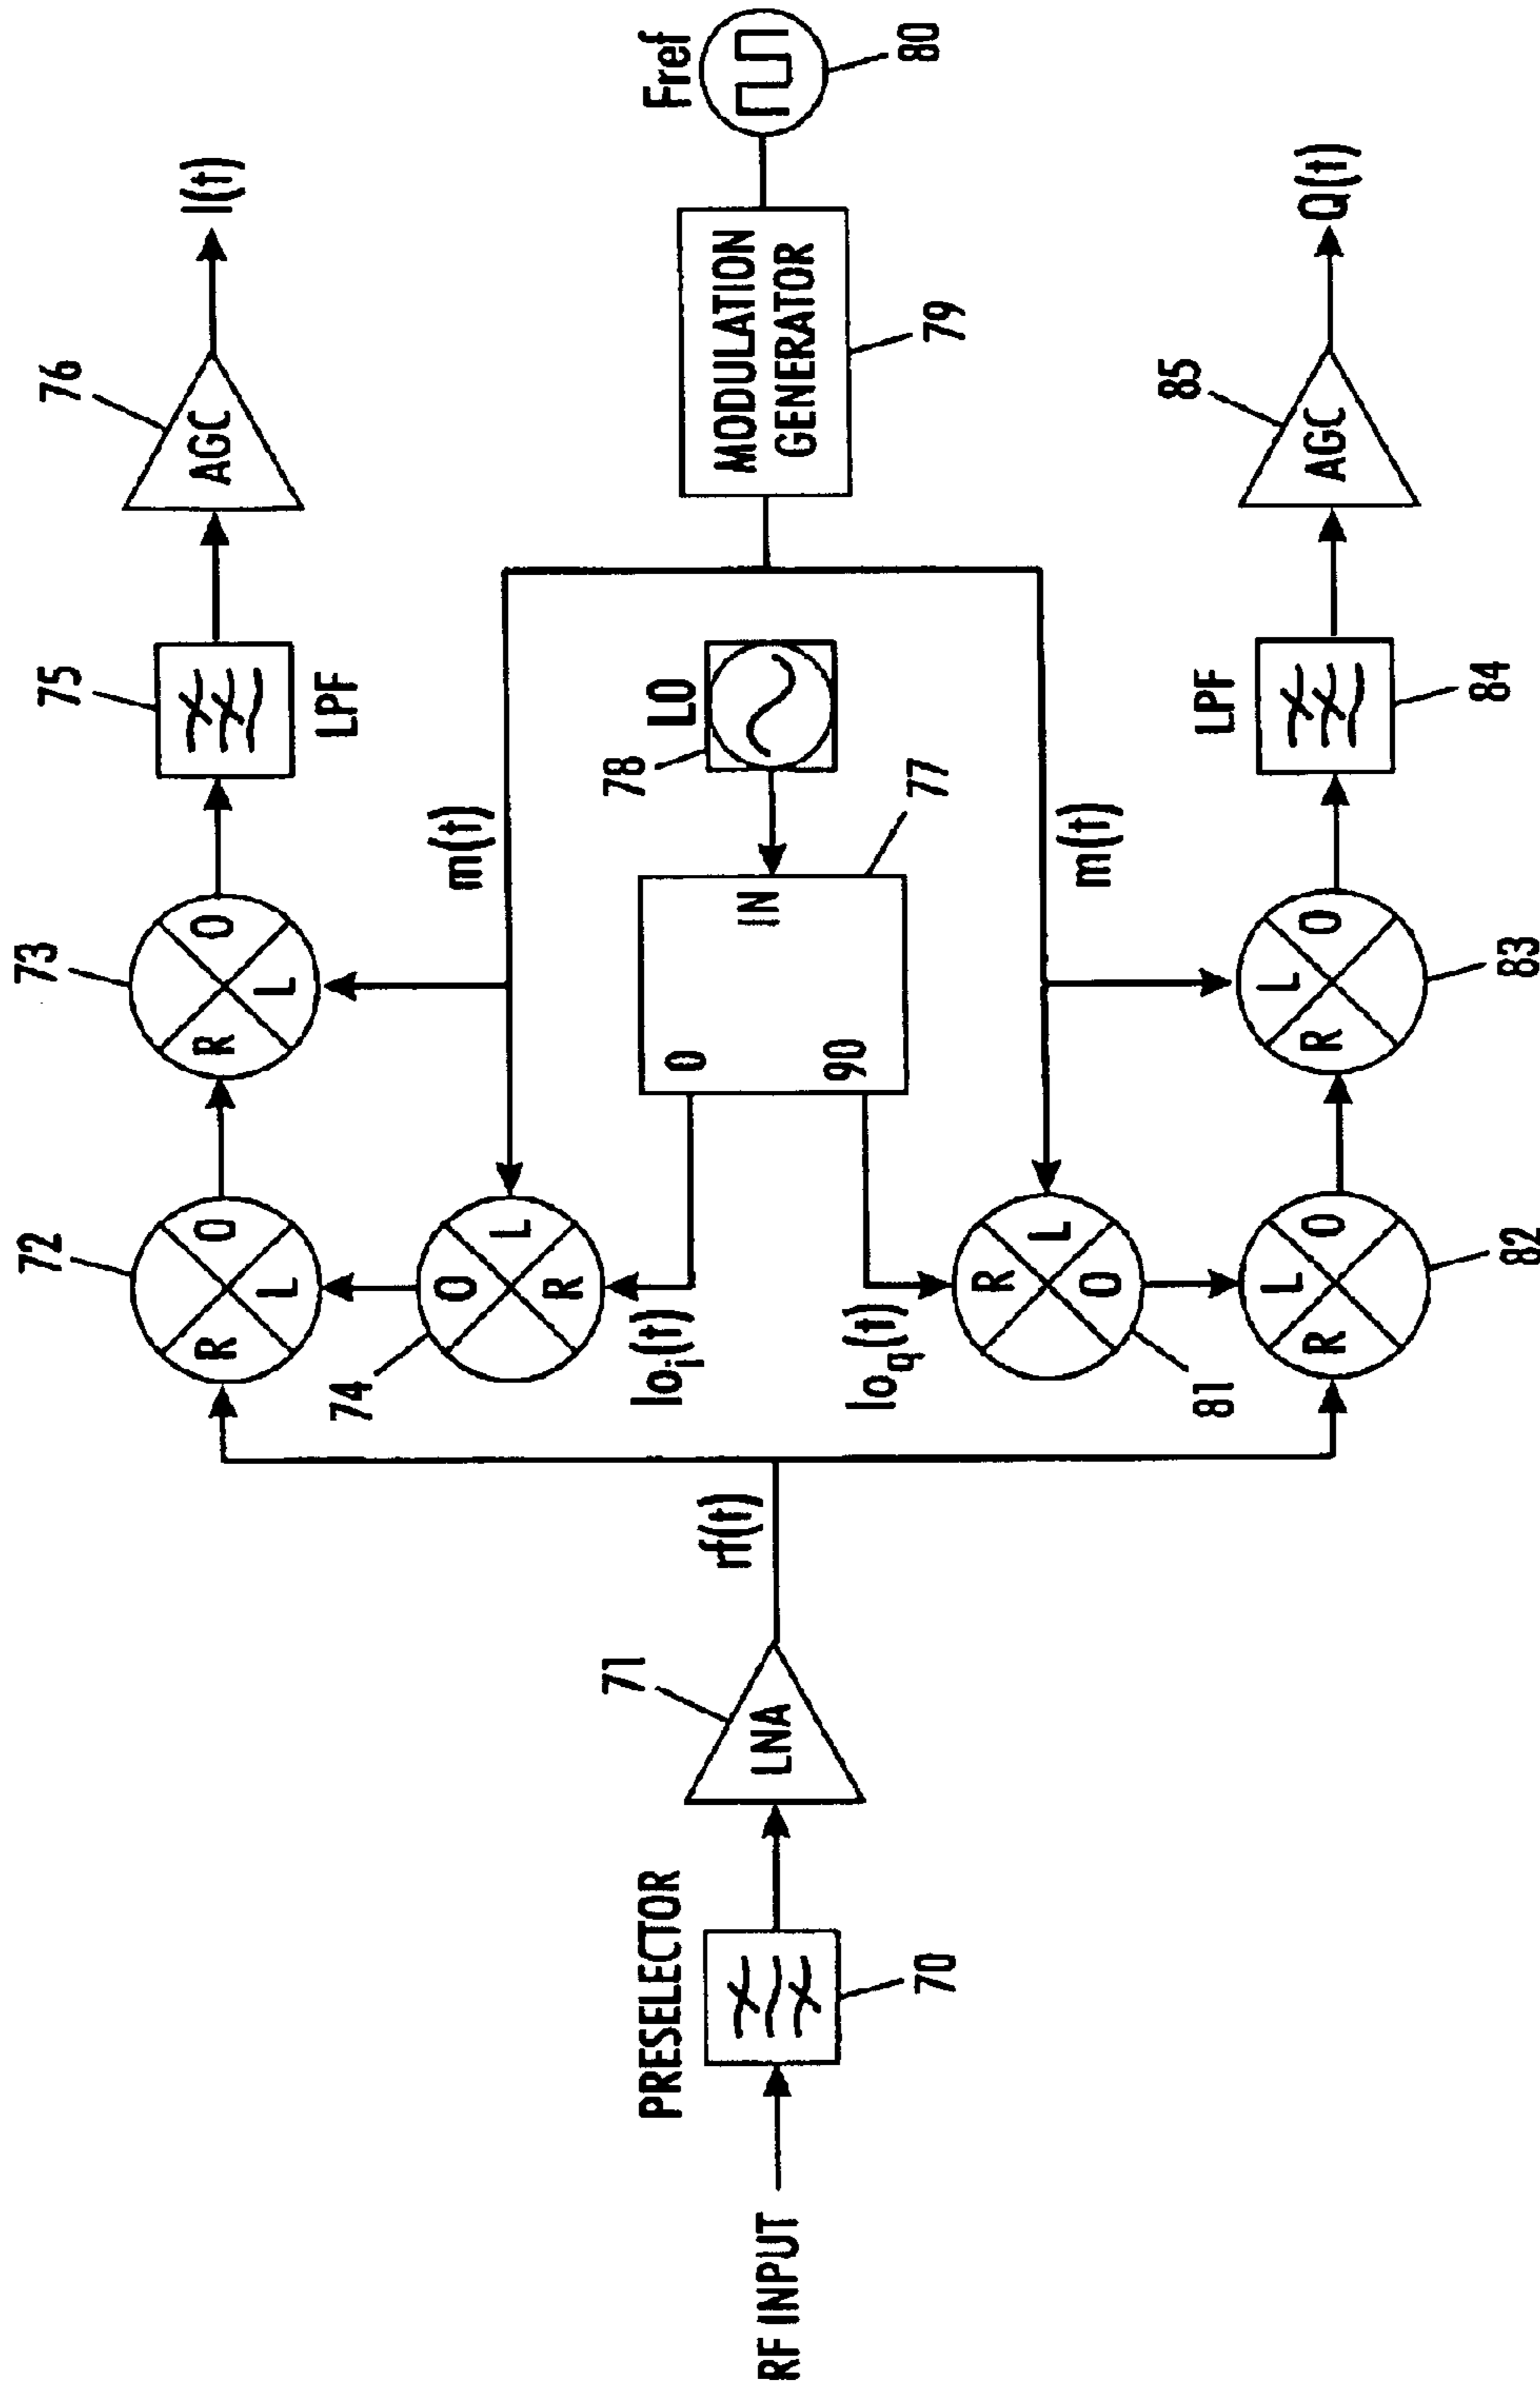 RF INPUT
PRESELECTOR
70
LNA
71
rf(t)
72
R
O
L
73
R
O
L
75
LPF
76
AGC
I(t)
74
O
L
R
m(t)
lo_i(t)
0
90
IN
77
78
LO
MODULATION
GENERATOR
79
Fref
80
lo_q(t)
R
L
O
81
m(t)
L
R
O
82
L
R
O
83
LPF
84
AGC
85
Q(t)